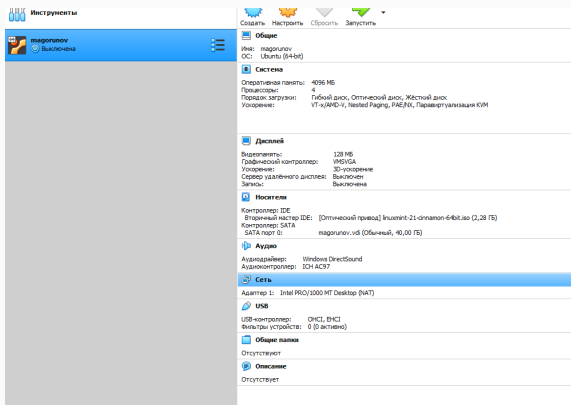 Инструменты
magorunov
Выключена
Создать Настроить Сбросить Запустить
Общие
Имя: magorunov
ОС: Ubuntu (64-bit)
Система
Оперативная память: 4096 МБ
Процессоры: 4
Порядок загрузки: Гибкий диск, Оптический диск, Жёсткий диск
Ускорение: VT-x/AMD-V, Nested Paging, PAE/NX, Паравиртуализация KVM
Дисплей
Видеопамять: 128 МБ
Графический контроллер: VMSVGA
Ускорение: 3D-ускорение
Сервер удалённого дисплея: Выключен
Запись: Выключена
Носители
Контроллер: IDE
Вторичный мастер IDE: [Оптический привод] linuxmint-21-cinnamon-64bit.iso (2,28 ГБ)
Контроллер: SATA
SATA порт 0: magorunov.vdi (Обычный, 40,00 ГБ)
Аудио
Аудиодрайвер: Windows DirectSound
Аудиоконтроллер: ICH AC97
Сеть
Адаптер 1: Intel PRO/1000 MT Desktop (NAT)
USB
USB-контроллер: OHCI, EHCI
Фильтры устройств: 0 (0 активно)
Общие папки
Отсутствуют
Описание
Отсутствует